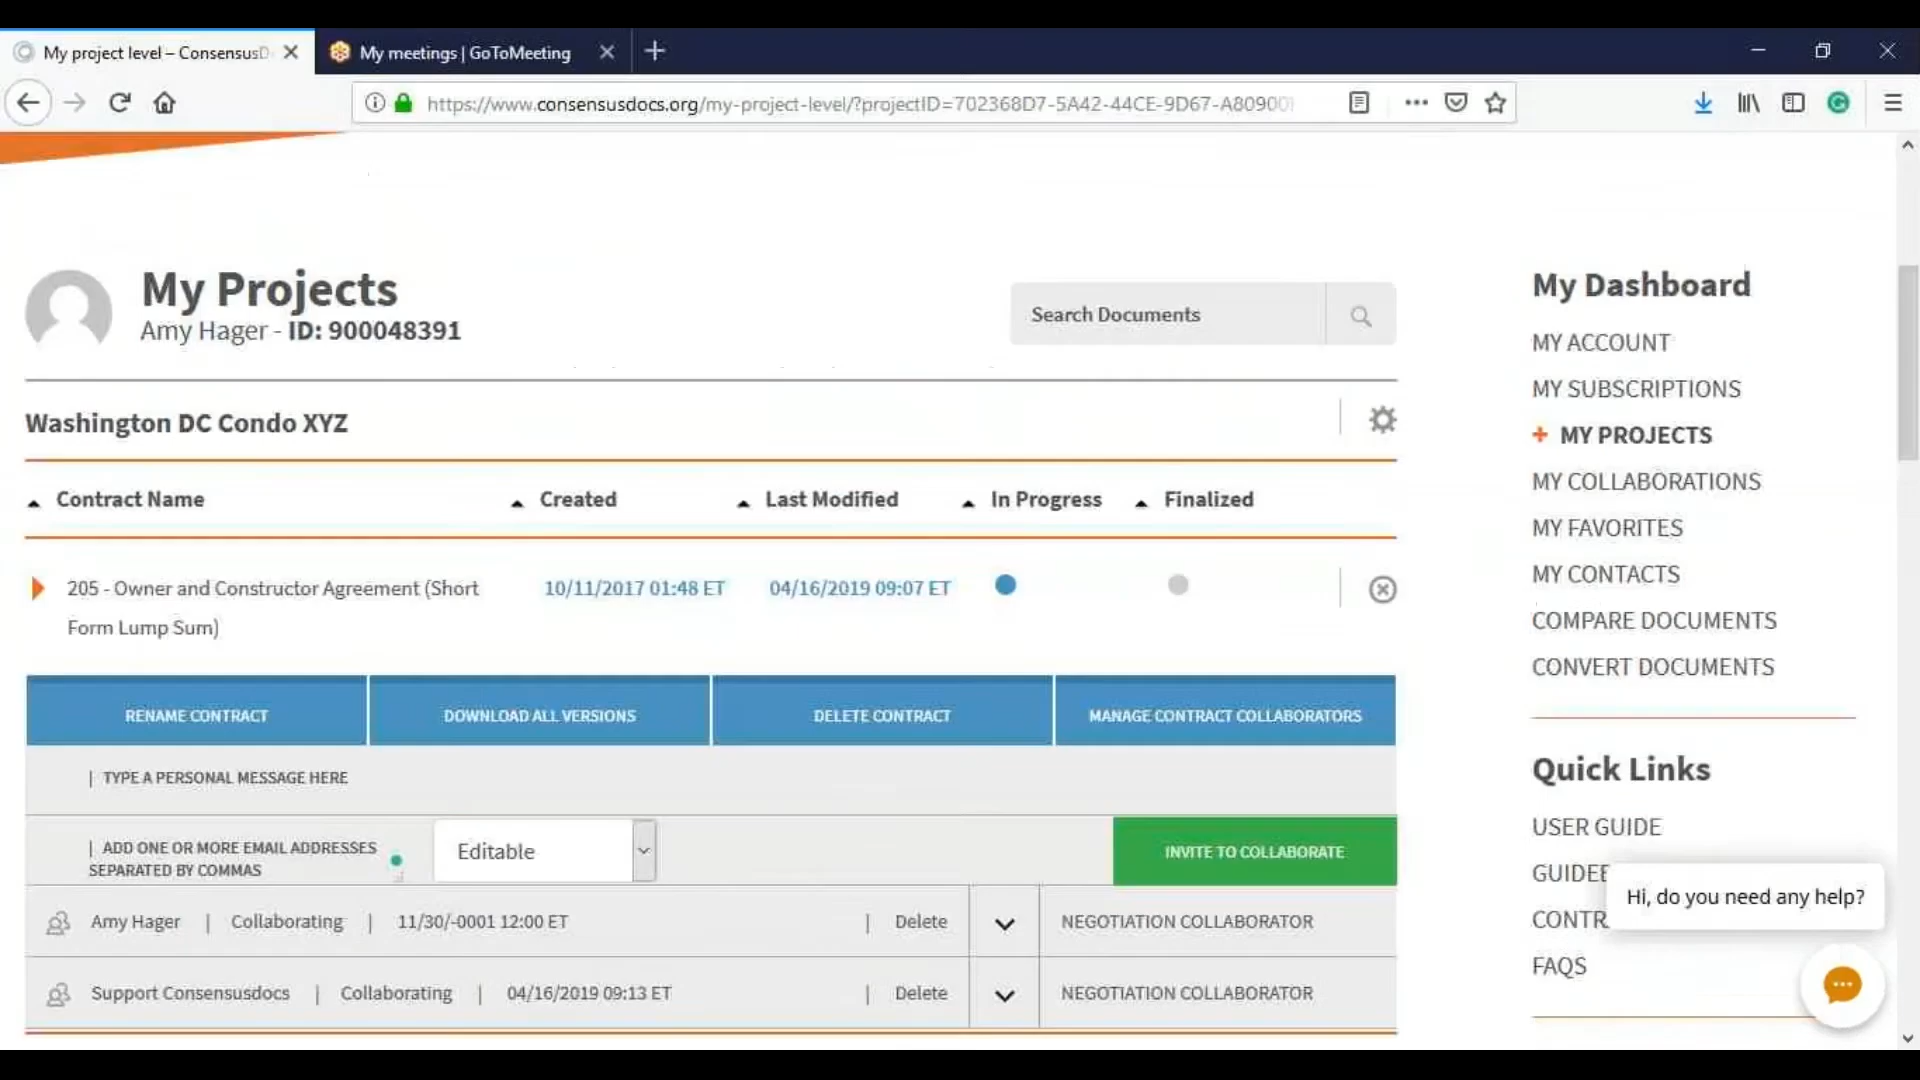 My project level – ConsensusD
My meetings | GoToMeeting
https://www.consensusdocs.org/my-project-level/?projectID=702368D7-5A42-44CE-9D67-A80900
My Projects
Amy Hager - ID: 900048391
Search Documents
Washington DC Condo XYZ
Contract Name Created Last Modified In Progress Finalized
205 - Owner and Constructor Agreement (Short 10/11/2017 01:48 ET 04/16/2019 09:07 ET
Form Lump Sum)
RENAME CONTRACT DOWNLOAD ALL VERSIONS DELETE CONTRACT MANAGE CONTRACT COLLABORATORS
| TYPE A PERSONAL MESSAGE HERE
| ADD ONE OR MORE EMAIL ADDRESSES
SEPARATED BY COMMAS
Editable
INVITE TO COLLABORATE
Amy Hager | Collaborating | 11/30/-0001 12:00 ET | Delete NEGOTIATION COLLABORATOR
Support Consensusdocs | Collaborating | 04/16/2019 09:13 ET | Delete NEGOTIATION COLLABORATOR
My Dashboard
MY ACCOUNT
MY SUBSCRIPTIONS
+ MY PROJECTS
MY COLLABORATIONS
MY FAVORITES
MY CONTACTS
COMPARE DOCUMENTS
CONVERT DOCUMENTS
Quick Links
USER GUIDE
GUIDEB
CONTR
FAQS
Hi, do you need any help?